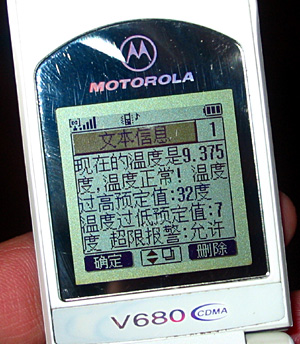 MOTOROLA
文本信息 1
现在的温度是9.375
度,温度正常! 温度
过高预定值:32度
温度过低预定值:7
度 超限报警:允许
确定 删除
V680 CDMA